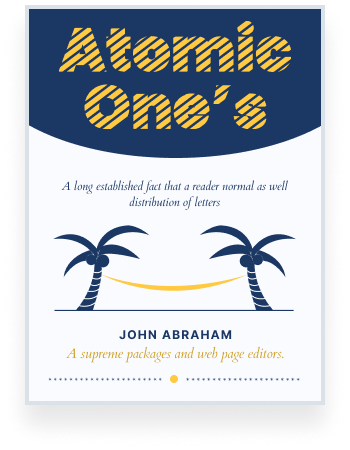 Atomic
One's
A long established fact that a reader normal as well
distribution of letters
JOHN ABRAHAM
A supreme packages and web page editors.